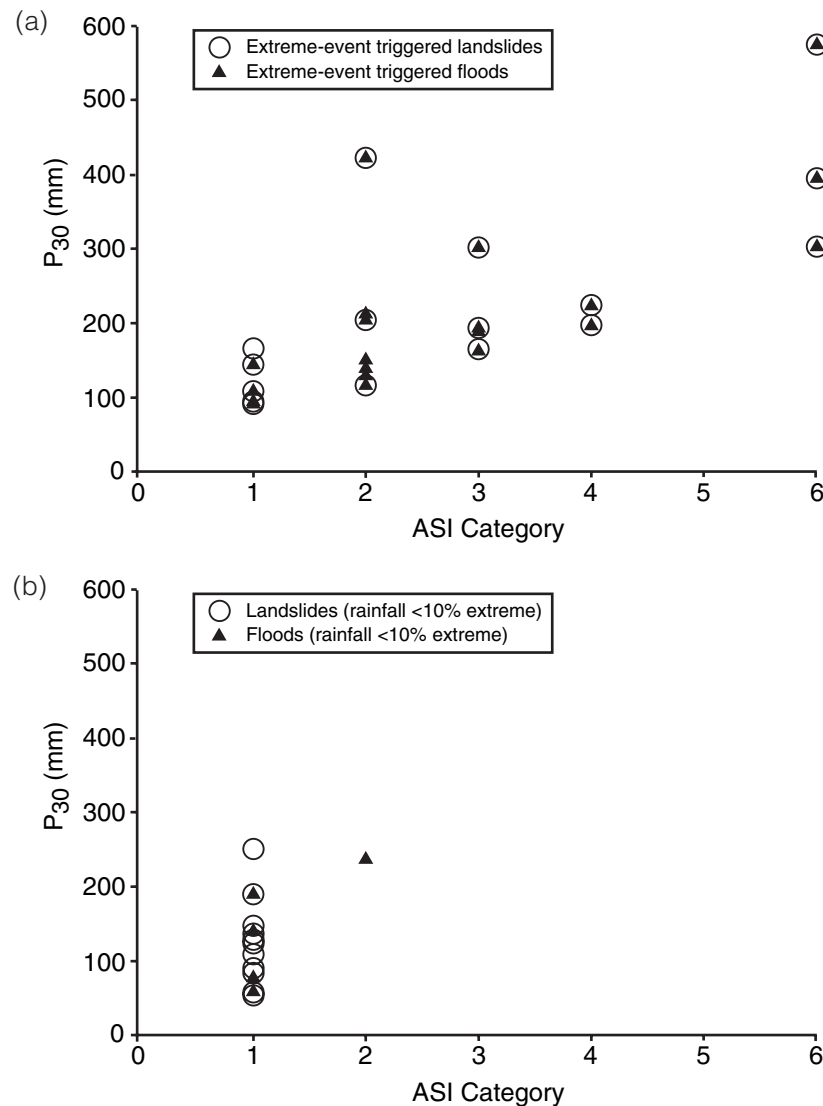 (a)
600
500
400
300
200
100
0
P30 (mm)
Extreme-event triggered landslides
Extreme-event triggered floods
0 1 2 3 4 5 6
ASI Category
(b)
600
500
400
300
200
100
0
P30 (mm)
Landslides (rainfall <10% extreme)
Floods (rainfall <10% extreme)
0 1 2 3 4 5 6
ASI Category